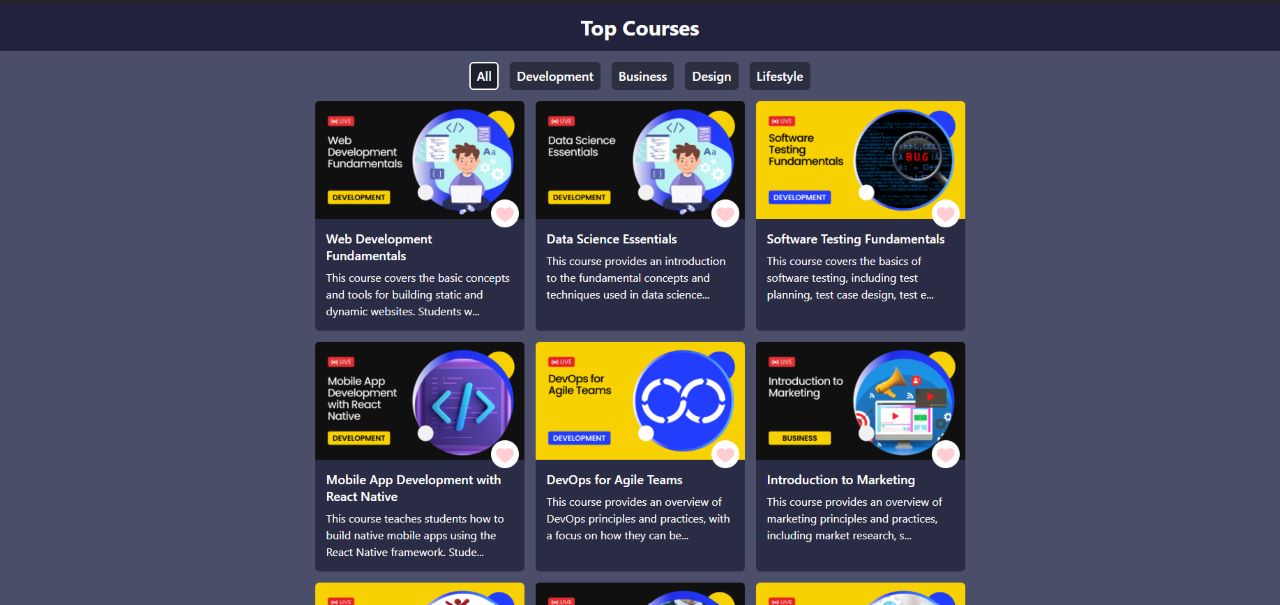 Top Courses
All Development Business Design Lifestyle
LIVE
Web
Development
Fundamentals
DEVELOPMENT
Web Development
Fundamentals
This course covers the basic concepts
and tools for building static and
dynamic websites. Students w...
LIVE
Data Science
Essentials
Aa
DEVELOPMENT
Data Science Essentials
This course provides an introduction
to the fundamental concepts and
techniques used in data science...
LIVE
Software
Testing
Fundamentals
BUG
DEVELOPMENT
Software Testing Fundamentals
This course covers the basics of
software testing, including test
planning, test case design, test e...
LIVE
Mobile App
Development
with React
Native
</>
DEVELOPMENT
Mobile App Development with
React Native
This course teaches students how to
build native mobile apps using the
React Native framework. Stude...
LIVE
DevOps for
Agile Teams
DEVELOPMENT
DevOps for Agile Teams
This course provides an overview of
DevOps principles and practices, with
a focus on how they can be...
LIVE
Introduction to
Marketing
BUSINESS
Introduction to Marketing
This course provides an overview of
marketing principles and practices,
including market research, s...
LIVE
LIVE
LIVE